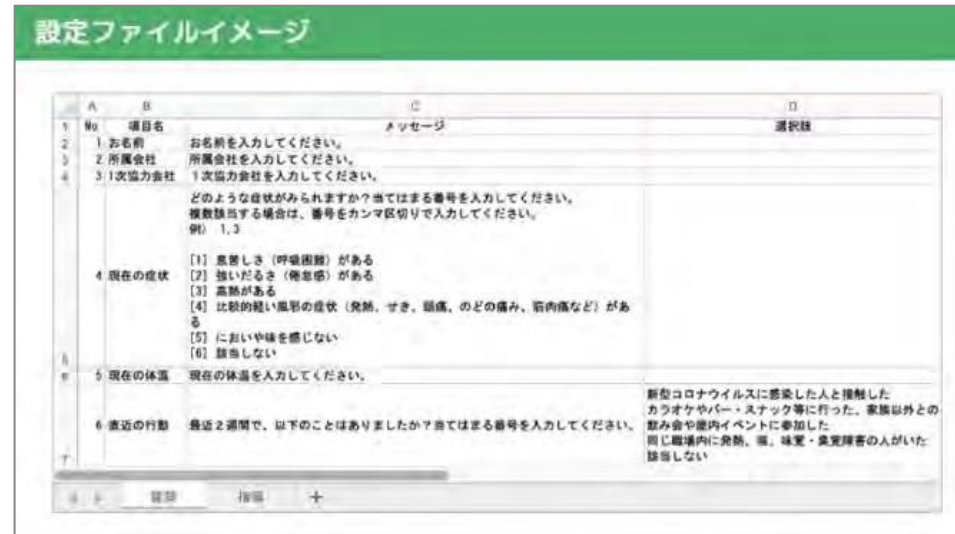 設定ファイルイメージ
A B C D
1 No 項目名 メッセージ 選択肢
2 1 お名前 お名前を入力してください。
3 2 所属会社 所属会社を入力してください。
4 3 1次協力会社 1次協力会社を入力してください。
どのような症状がみられますか?当てはまる番号を入力してください。
複数該当する場合は、番号をカンマ区切りで入力してください。
例) 1,3
[1] 息苦しさ(呼吸困難)がある
4 現在の症状 [2] 強いだるさ(倦怠感)がある
[3] 高熱がある
[4] 比較的軽い風邪の症状(発熱、せき、頭痛、のどの痛み、筋肉痛など)があ
る
[5] においや味を感じない
5 [6] 該当しない
6 5 現在の体温 現在の体温を入力してください。
新型コロナウイルスに感染した人と接触した
カラオケやバー・スナック等に行った、家族以外との
6 直近の行動 最近2週間で、以下のことはありましたか?当てはまる番号を入力してください。 飲み会や屋内イベントに参加した
同じ職場内に発熱、咳、味覚・臭覚障害の人がいた
7 該当しない
+